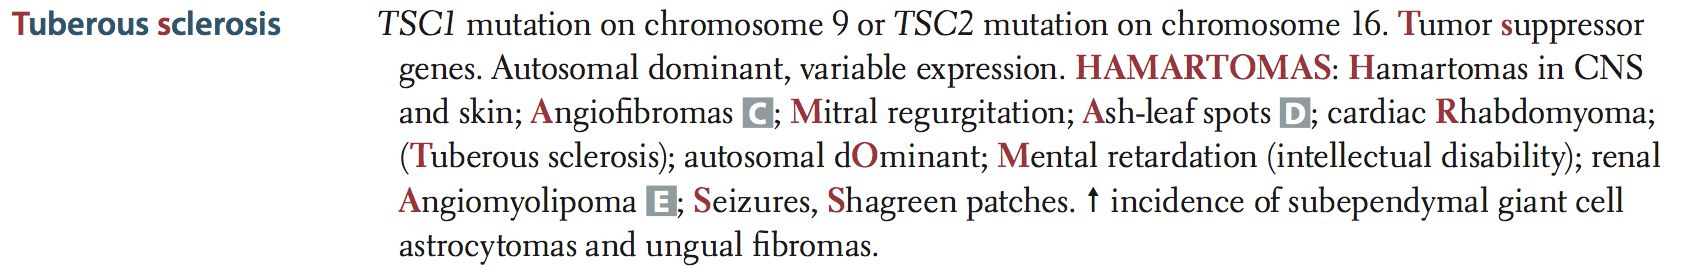 Tuberous sclerosis TSC1 mutation on chromosome 9 or TSC2 mutation on chromosome 16. Tumor suppressor
genes. Autosomal dominant, variable expression. HAMARTOMAS: Hamartomas in CNS
and skin; Angiofibromas C; Mitral regurgitation; Ash-leaf spots D; cardiac Rhabdomyoma;
(Tuberous sclerosis); autosomal dOminant; Mental retardation (intellectual disability); renal
Angiomyolipoma E; Seizures, Shagreen patches. ↑ incidence of subependymal giant cell
astrocytomas and ungual fibromas.